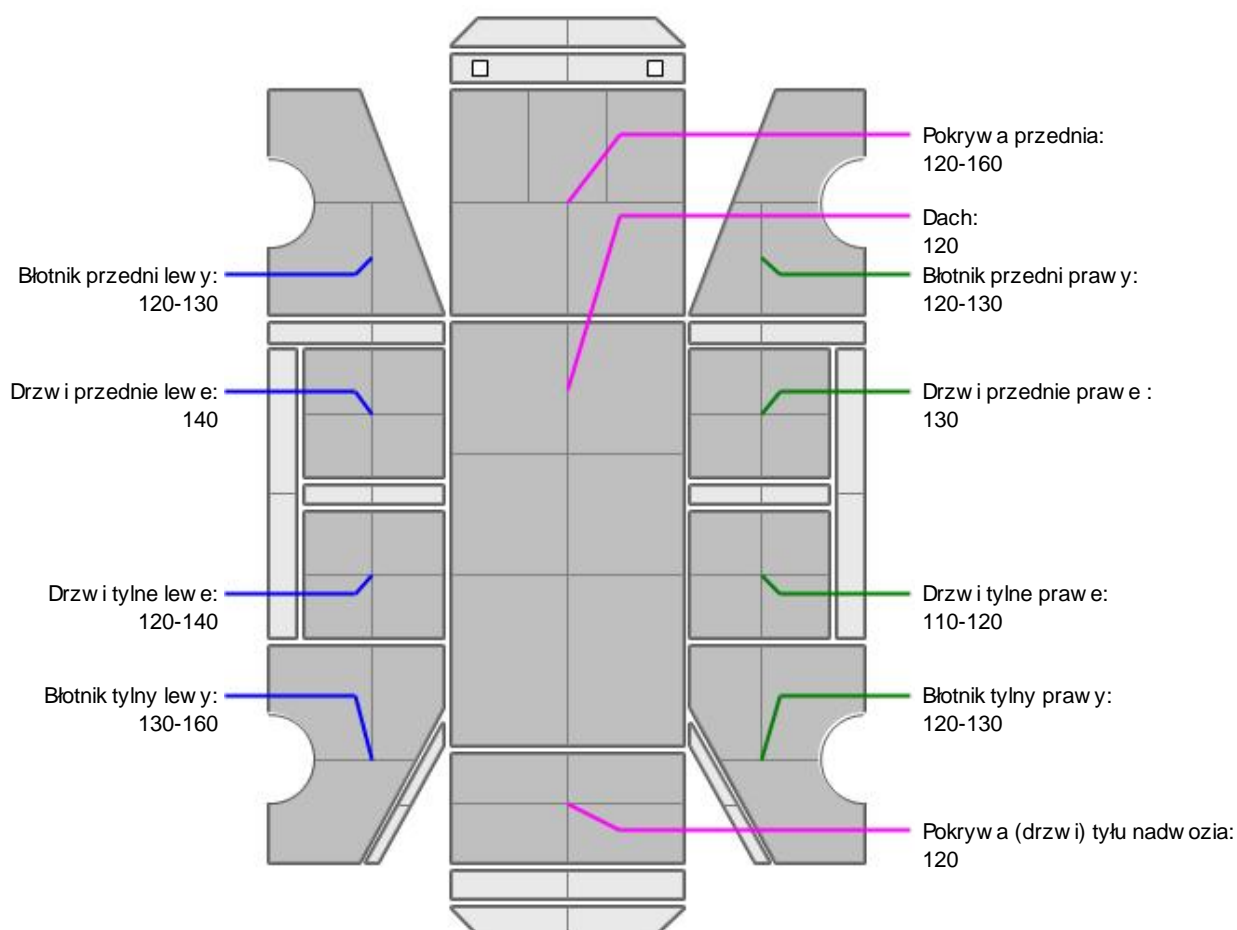 Pokrywa przednia:
120-160
Dach:
120
Błotnik przedni lewy:
120-130
Błotnik przedni prawy:
120-130
Drzwi przednie lewe:
140
Drzwi przednie prawe :
130
Drzwi tylne lewe:
120-140
Drzwi tylne prawe:
110-120
Błotnik tylny lewy:
130-160
Błotnik tylny prawy:
120-130
Pokrywa (drzwi) tyłu nadwozia:
120